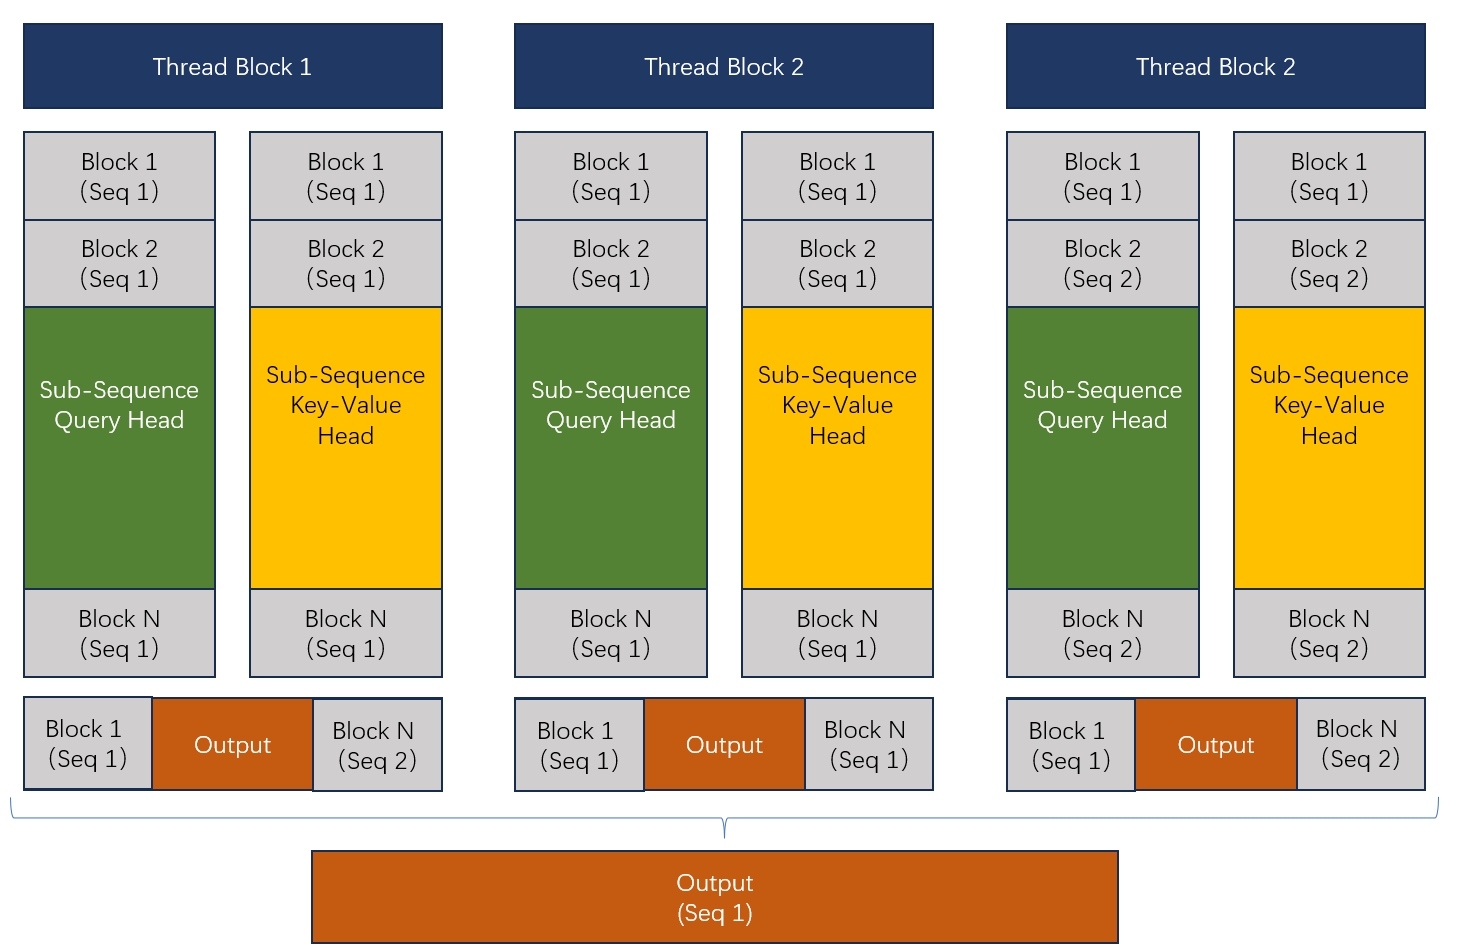 Thread Block 1
Thread Block 2
Thread Block 2
Block 1
(Seq 1)
Block 1
(Seq 1)
Block 1
(Seq 1)
Block 1
(Seq 1)
Block 1
(Seq 1)
Block 1
(Seq 1)
Block 2
(Seq 1)
Block 2
(Seq 1)
Block 2
(Seq 1)
Block 2
(Seq 1)
Block 2
(Seq 2)
Block 2
(Seq 2)
Sub-Sequence
Query Head
Sub-Sequence
Key-Value
Head
Sub-Sequence
Query Head
Sub-Sequence
Key-Value
Head
Sub-Sequence
Query Head
Sub-Sequence
Key-Value
Head
Block N
(Seq 1)
Block N
(Seq 1)
Block N
(Seq 1)
Block N
(Seq 1)
Block N
(Seq 2)
Block N
(Seq 2)
Block 1
(Seq 1)
Output
Block N
(Seq 2)
Block 1
(Seq 1)
Output
Block N
(Seq 1)
Block 1
(Seq 1)
Output
Block N
(Seq 2)
Output
(Seq 1)